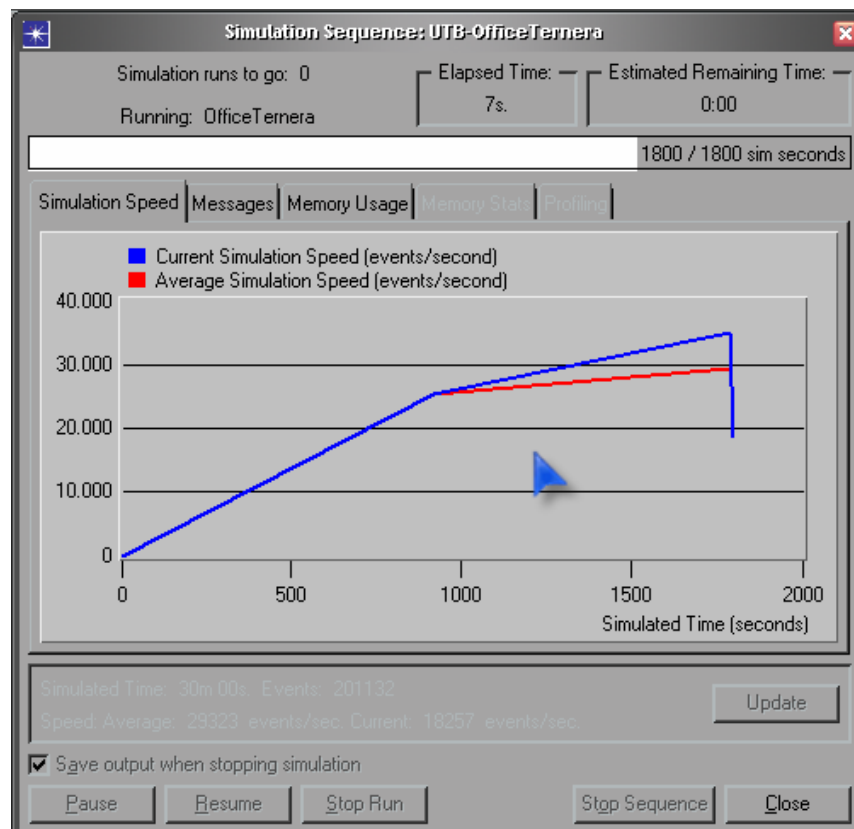 Simulation Sequence: UTB-OfficeTernera
Simulation runs to go: 0
Running: OfficeTernera
Elapsed Time:
7s.
Estimated Remaining Time:
0:00
1800 / 1800 sim seconds
Simulation Speed Messages Memory Usage Memory Stats Profiling
Current Simulation Speed (events/second)
Average Simulation Speed (events/second)
40.000
30.000
20.000
10.000
0
0 500 1000 1500 2000
Simulated Time (seconds)
Simulated Time: 30m 00s. Events: 201132
Speed: Average: 29323 events/sec. Current: 18257 events/sec.
Update
Save output when stopping simulation
Pause Resume Stop Run Stop Sequence Close